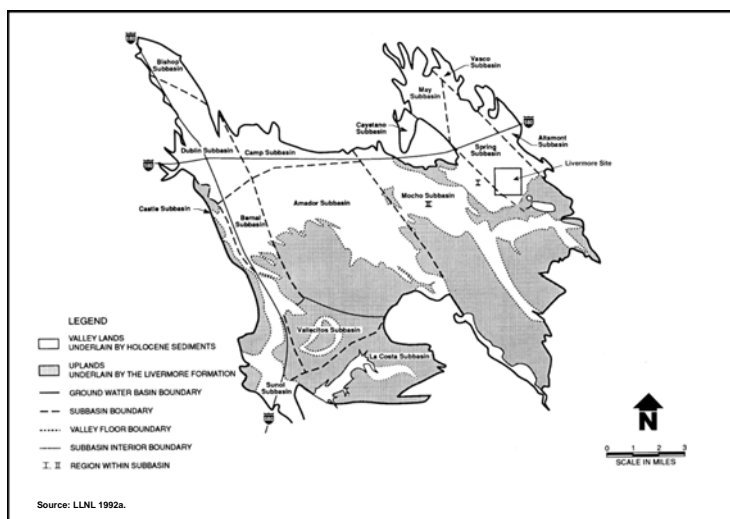 Bishop
Subbasin
Vasco
Subbasin
May
Subbasin
Cayetano
Subbasin
Altamont
Subbasin
Dublin Subbasin
Camp Subbasin
Spring
Subbasin
Livermore Site
I
Castle Subbasin
Amador Subbasin
Mocho Subbasin
II
Bernal
Subbasin
Vallecitos Subbasin
La Costa Subbasin
Sunol
Subbasin
LEGEND
VALLEY LANDS
UNDERLAIN BY HOLOCENE SEDIMENTS
UPLANDS
UNDERLAIN BY THE LIVERMORE FORMATION
GROUND WATER BASIN BOUNDARY
SUBBASIN BOUNDARY
VALLEY FLOOR BOUNDARY
SUBBASIN INTERIOR BOUNDARY
I, II REGION WITHIN SUBBASIN
N
0 1 2 3
SCALE IN MILES
Source: LLNL 1992a.